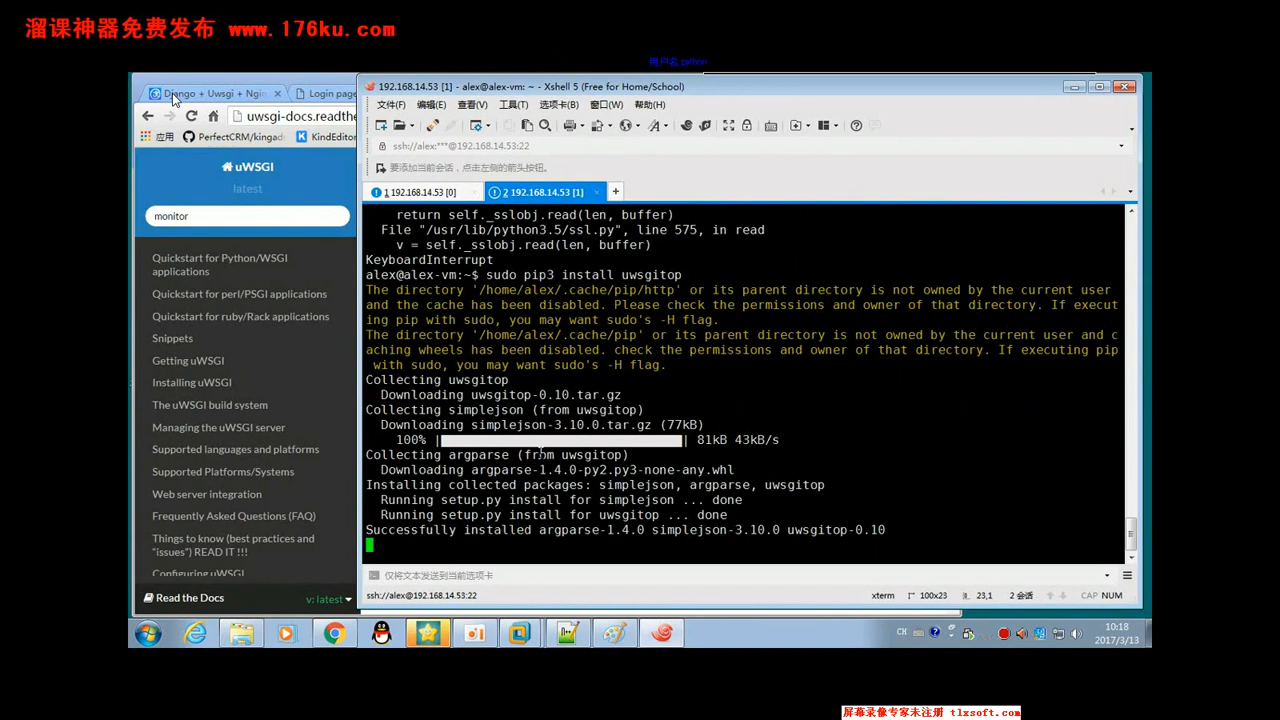 溜课神器免费发布 www.176ku.com
用户名 python
Django + Uwsgi + Ngin
Login page
uwsgi-docs.readthe
应用
PerfectCRM/kingad
KindEditor
uWSGI
latest
monitor
Quickstart for Python/WSGI
applications
Quickstart for perl/PSGI applications
Quickstart for ruby/Rack applications
Snippets
Getting uWSGI
Installing uWSGI
The uWSGI build system
Managing the uWSGI server
Supported languages and platforms
Supported Platforms/Systems
Web server integration
Frequently Asked Questions (FAQ)
Things to know (best practices and
"issues") READ IT !!!
Configuring uWSGI
Read the Docs
v: latest
192.168.14.53 [1] - alex@alex-vm: ~ - Xshell 5 (Free for Home/School)
文件(F) 编辑(E) 查看(V) 工具(T) 选项卡(B) 窗口(W) 帮助(H)
ssh://alex:***@192.168.14.53:22
要添加当前会话，点击左侧的箭头按钮。
1 192.168.14.53 [0]
2 192.168.14.53 [1]
return self._sslobj.read(len, buffer)
File "/usr/lib/python3.5/ssl.py", line 575, in read
v = self._sslobj.read(len, buffer)
KeyboardInterrupt
alex@alex-vm:~$ sudo pip3 install uwsgitop
The directory '/home/alex/.cache/pip/http' or its parent directory is not owned by the current user
and the cache has been disabled. Please check the permissions and owner of that directory. If execut
ing pip with sudo, you may want sudo's -H flag.
The directory '/home/alex/.cache/pip' or its parent directory is not owned by the current user and c
aching wheels has been disabled. check the permissions and owner of that directory. If executing pip
with sudo, you may want sudo's -H flag.
Collecting uwsgitop
Downloading uwsgitop-0.10.tar.gz
Collecting simplejson (from uwsgitop)
Downloading simplejson-3.10.0.tar.gz (77kB)
100% | | 81kB 43kB/s
Collecting argparse (from uwsgitop)
Downloading argparse-1.4.0-py2.py3-none-any.whl
Installing collected packages: simplejson, argparse, uwsgitop
Running setup.py install for simplejson ... done
Running setup.py install for uwsgitop ... done
Successfully installed argparse-1.4.0 simplejson-3.10.0 uwsgitop-0.10
仅将文本发送到当前选项卡
ssh://alex@192.168.14.53:22
xterm
100x23
23,1
2 会话
CAP NUM
CH
10:18
2017/3/13
屏幕录像专家未注册 tlxsoft.com